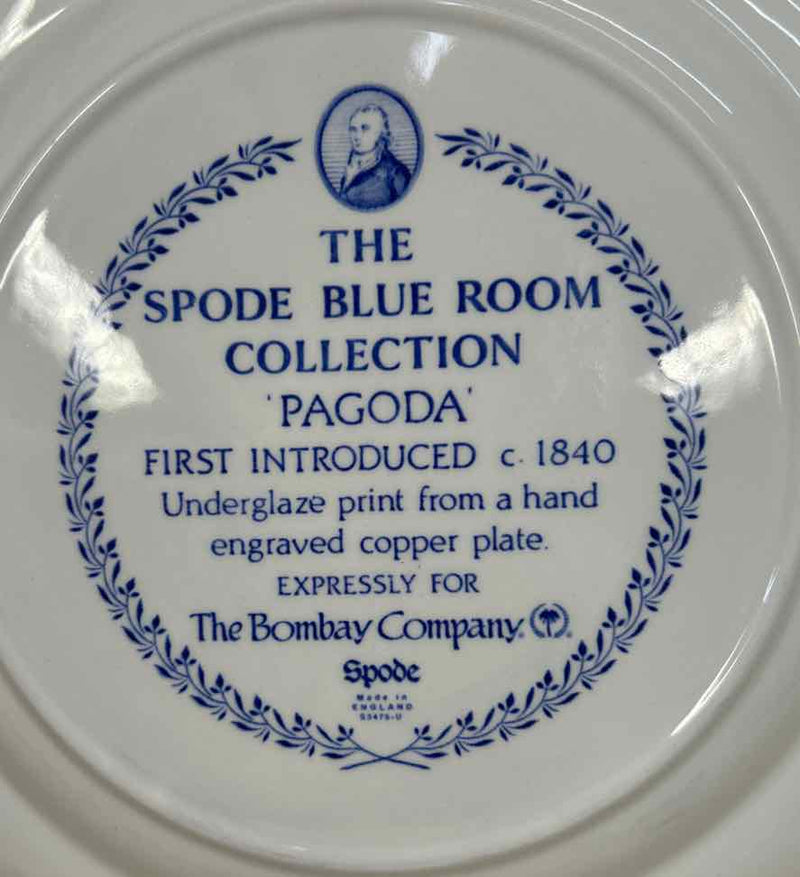 THE
SPODE BLUE ROOM
COLLECTION
'PAGODA'
FIRST INTRODUCED c. 1840
Underglaze print from a hand
engraved copper plate.
EXPRESSLY FOR
The Bombay Company.
Spode
Made in
ENGLAND